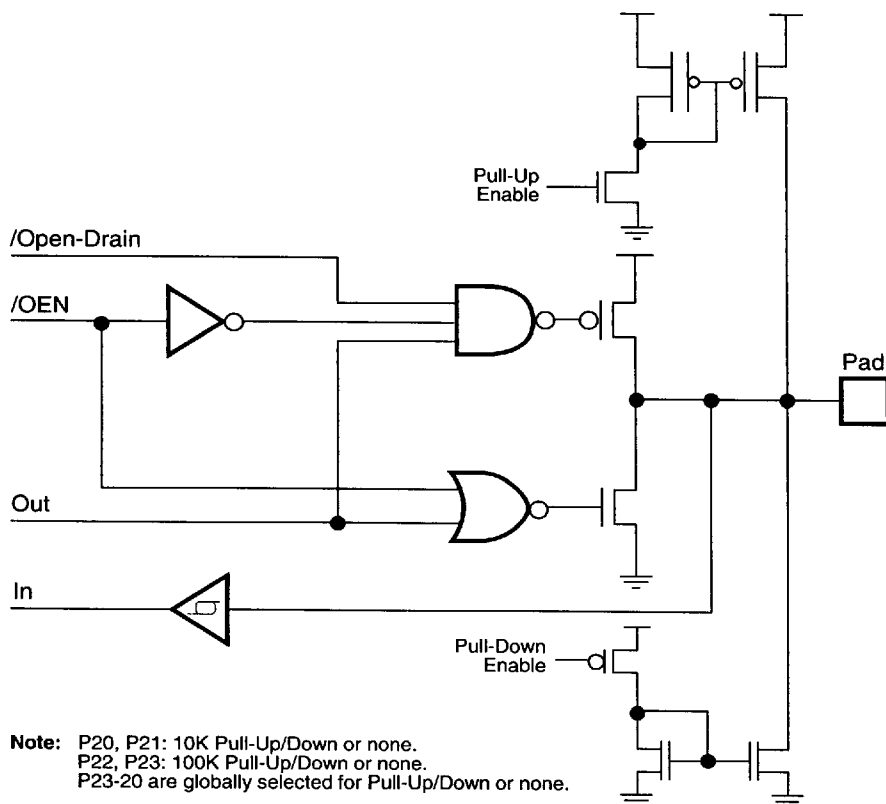 Pull-Up
Enable
/Open-Drain
/OEN
Pad
Out
In
Pull-Down
Enable
Note: P20, P21: 10K Pull-Up/Down or none.
P22, P23: 100K Pull-Up/Down or none.
P23-20 are globally selected for Pull-Up/Down or none.